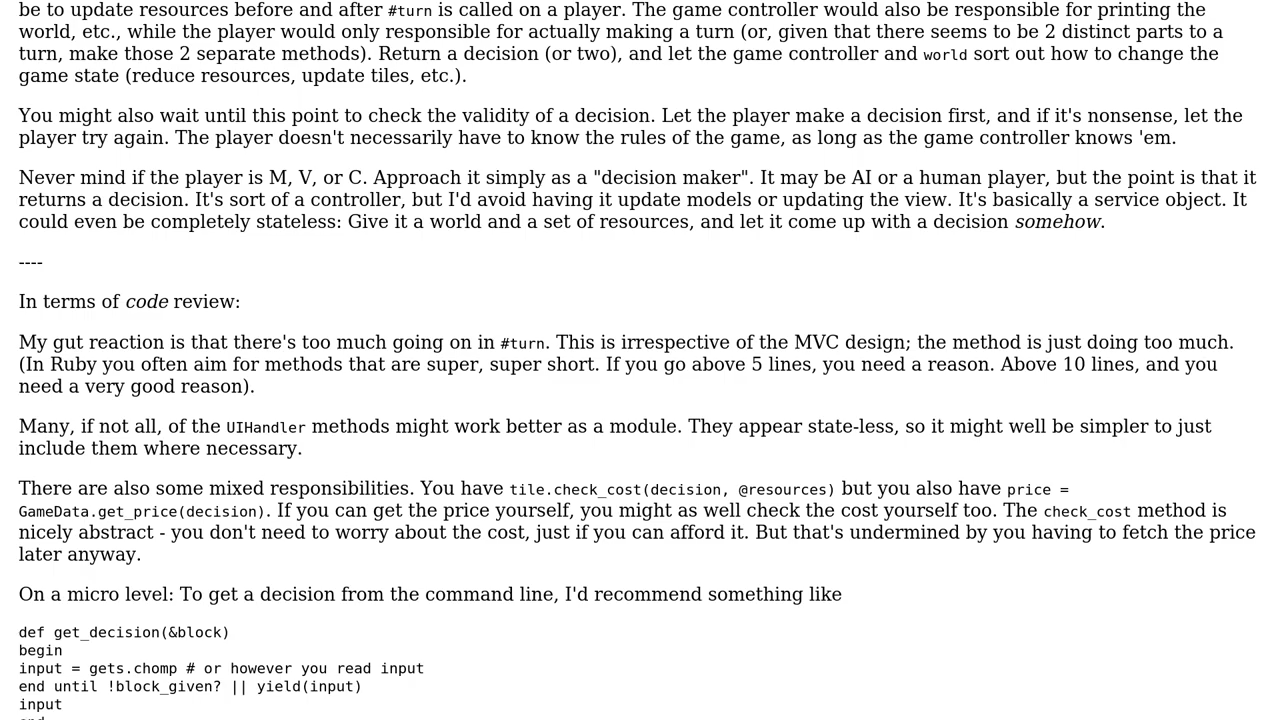 be to update resources before and after #turn is called on a player. The game controller would also be responsible for printing the
world, etc., while the player would only responsible for actually making a turn (or, given that there seems to be 2 distinct parts to a
turn, make those 2 separate methods). Return a decision (or two), and let the game controller and world sort out how to change the
game state (reduce resources, update tiles, etc.).
You might also wait until this point to check the validity of a decision. Let the player make a decision first, and if it's nonsense, let the
player try again. The player doesn't necessarily have to know the rules of the game, as long as the game controller knows 'em.
Never mind if the player is M, V, or C. Approach it simply as a "decision maker". It may be AI or a human player, but the point is that it
returns a decision. It's sort of a controller, but I'd avoid having it update models or updating the view. It's basically a service object. It
could even be completely stateless: Give it a world and a set of resources, and let it come up with a decision somehow.
----
In terms of code review:
My gut reaction is that there's too much going on in #turn. This is irrespective of the MVC design; the method is just doing too much.
(In Ruby you often aim for methods that are super, super short. If you go above 5 lines, you need a reason. Above 10 lines, and you
need a very good reason).
Many, if not all, of the UIHandler methods might work better as a module. They appear state-less, so it might well be simpler to just
include them where necessary.
There are also some mixed responsibilities. You have tile.check_cost(decision, @resources) but you also have price =
GameData.get_price(decision). If you can get the price yourself, you might as well check the cost yourself too. The check_cost method is
nicely abstract - you don't need to worry about the cost, just if you can afford it. But that's undermined by you having to fetch the price
later anyway.
On a micro level: To get a decision from the command line, I'd recommend something like
def get_decision(&block)
begin
input = gets.chomp # or however you read input
end until !block_given? || yield(input)
input